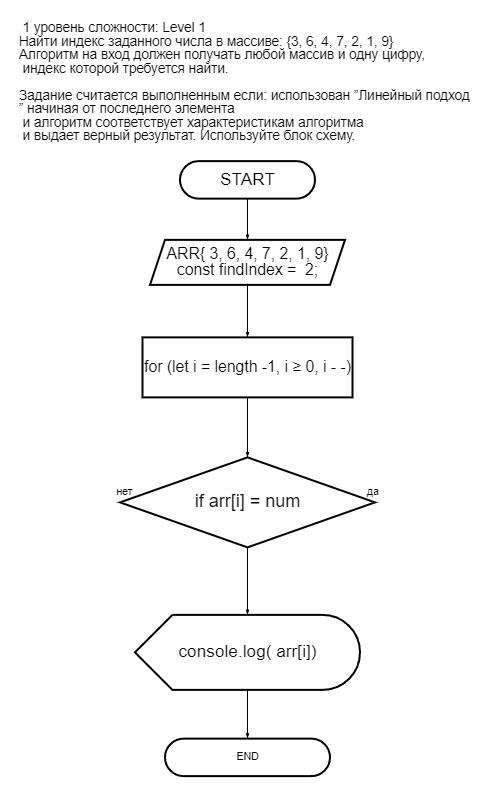 1 уровень сложности: Level 1
Найти индекс заданного числа в массиве: {3, 6, 4, 7, 2, 1, 9}
Алгоритм на вход должен получать любой массив и одну цифру,
индекс которой требуется найти.
Задание считается выполненным если: использован "Линейный подход
" начиная от последнего элемента
и алгоритм соответствует характеристикам алгоритма
и выдает верный результат. Используйте блок схему.
START
ARR{ 3, 6, 4, 7, 2, 1, 9}
const findIndex = 2;
for (let i = length -1, i ≥ 0, i - -)
нет
да
if arr[i] = num
console.log( arr[i])
END